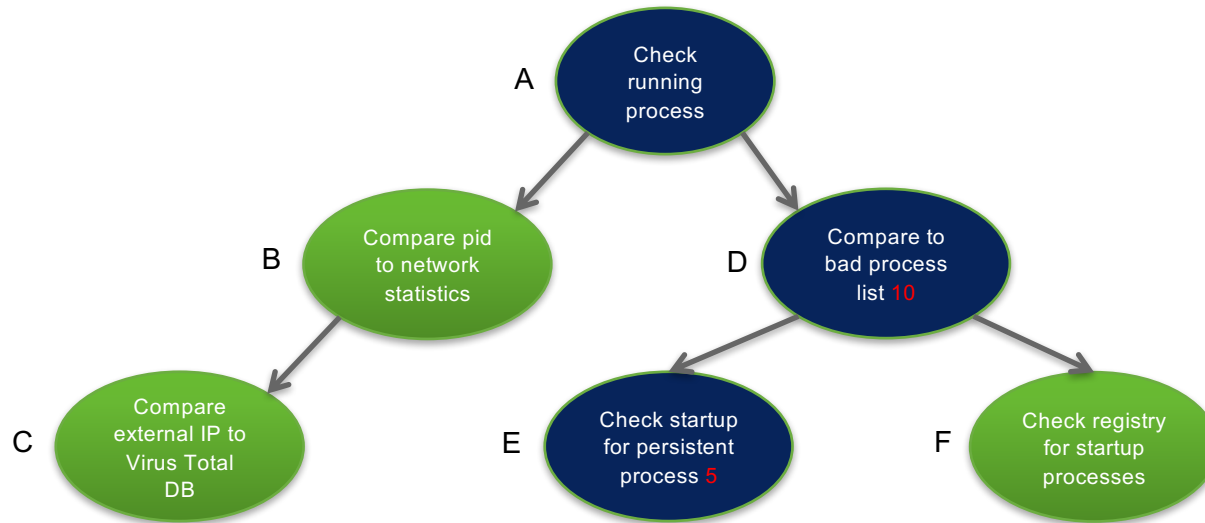 A
Check
running
process
B
Compare pid
to network
statistics
D
Compare to
bad process
list 10
C
Compare
external IP to
Virus Total
DB
E
Check startup
for persistent
process 5
F
Check registry
for startup
processes